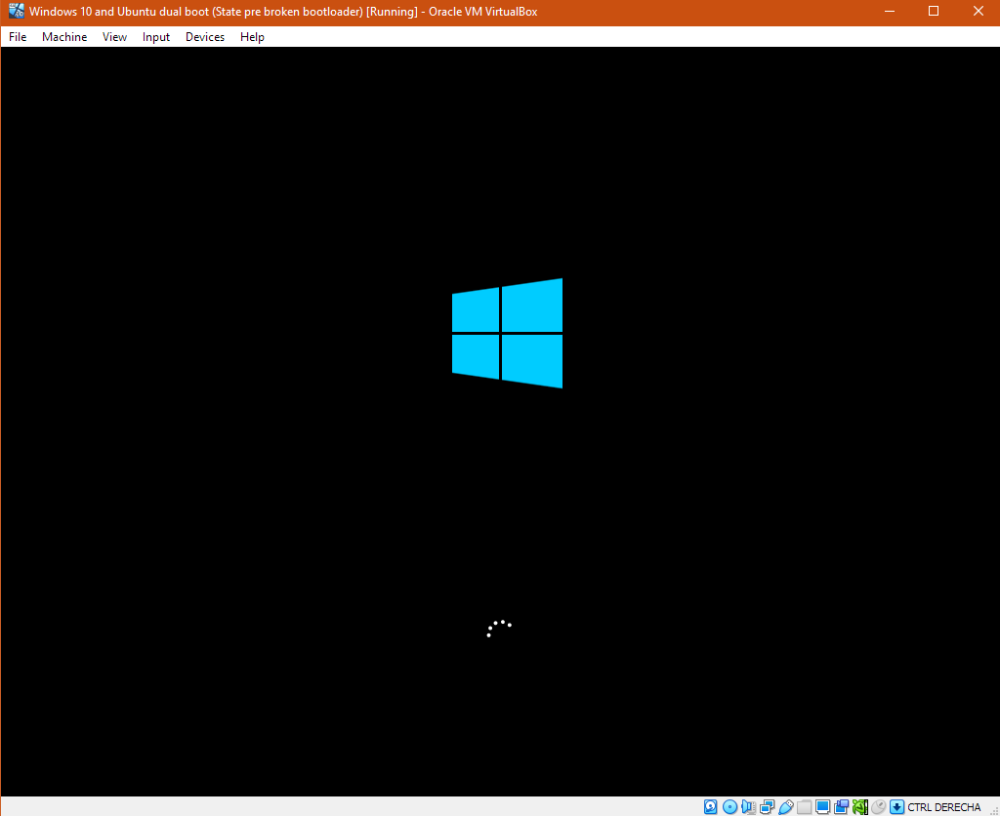 Windows 10 and Ubuntu dual boot (State pre broken bootloader) [Running] - Oracle VM VirtualBox
File Machine View Input Devices Help
CTRL DERECHA